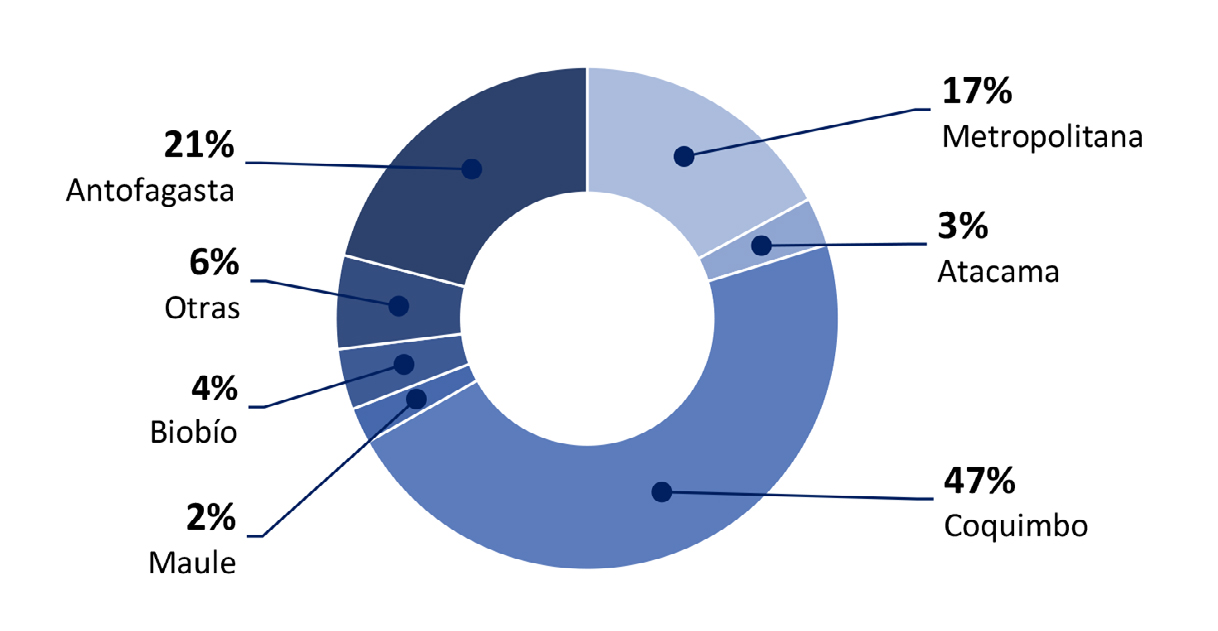 17%
Metropolitana
21%
Antofagasta
3%
Atacama
6%
Otras
4%
Biobío
47%
Coquimbo
2%
Maule